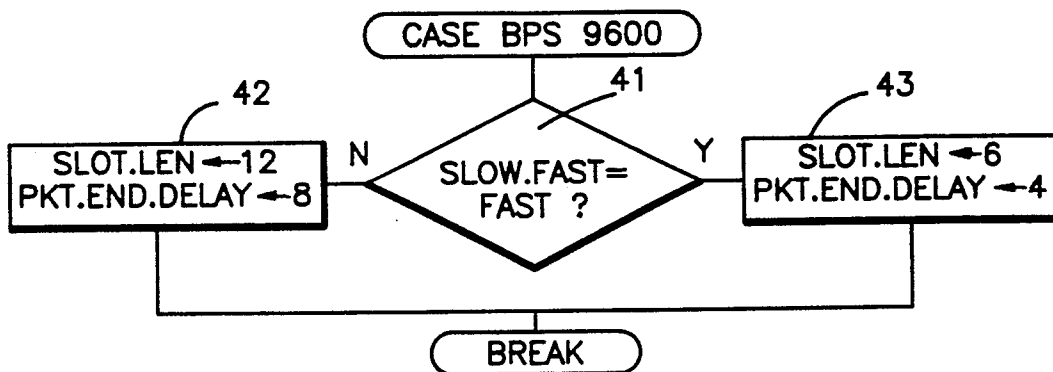 CASE BPS 9600
42
41
43
SLOT.LEN ←12
PKT.END.DELAY ←8
N
SLOW.FAST=
FAST ?
Y
SLOT.LEN ←6
PKT.END.DELAY ←4
BREAK